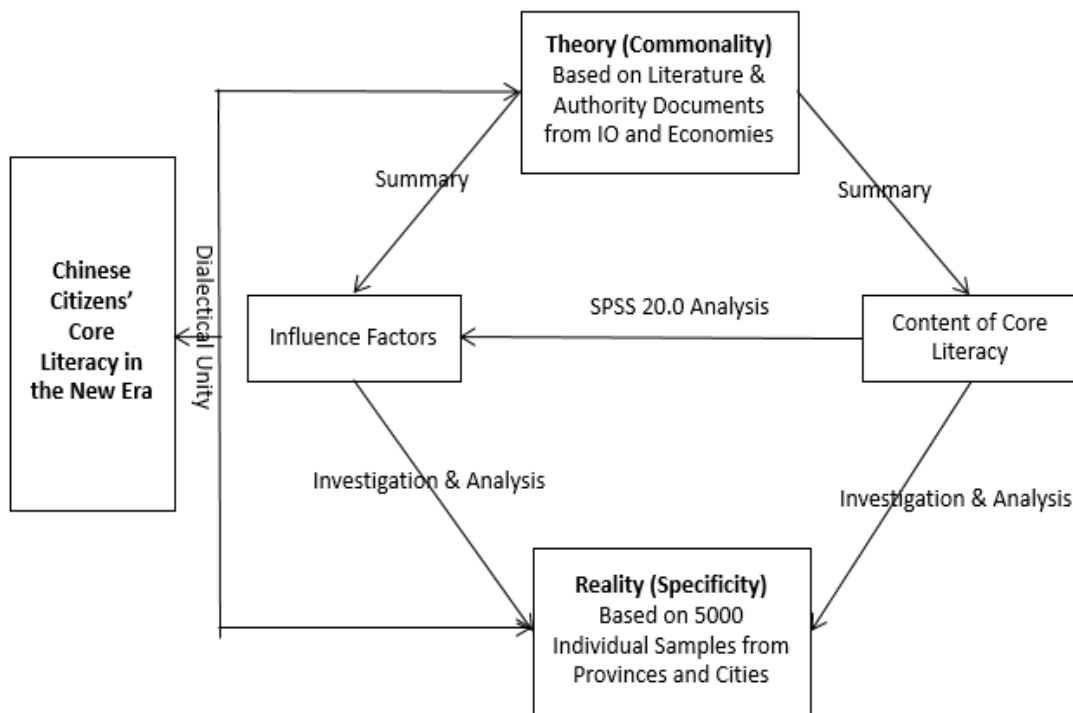 Theory (Commonality)
Based on Literature &
Authority Documents
from IO and Economies
Summary
Summary
Chinese
Citizens’
Core
Literacy in
the New Era
Dialectical Unity
Influence Factors
SPSS 20.0 Analysis
Content of Core
Literacy
Investigation & Analysis
Investigation & Analysis
Reality (Specificity)
Based on 5000
Individual Samples from
Provinces and Cities